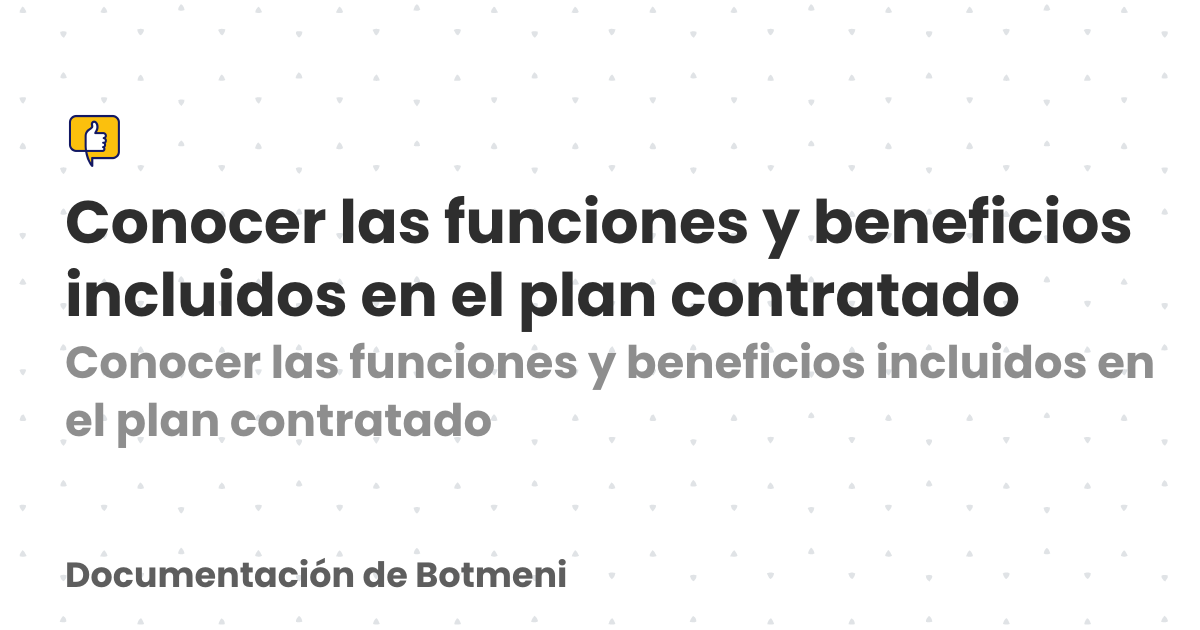 Conocer las funciones y beneficios
incluidos en el plan contratado
Conocer las funciones y beneficios incluidos en
el plan contratado
Documentación de Botmeni